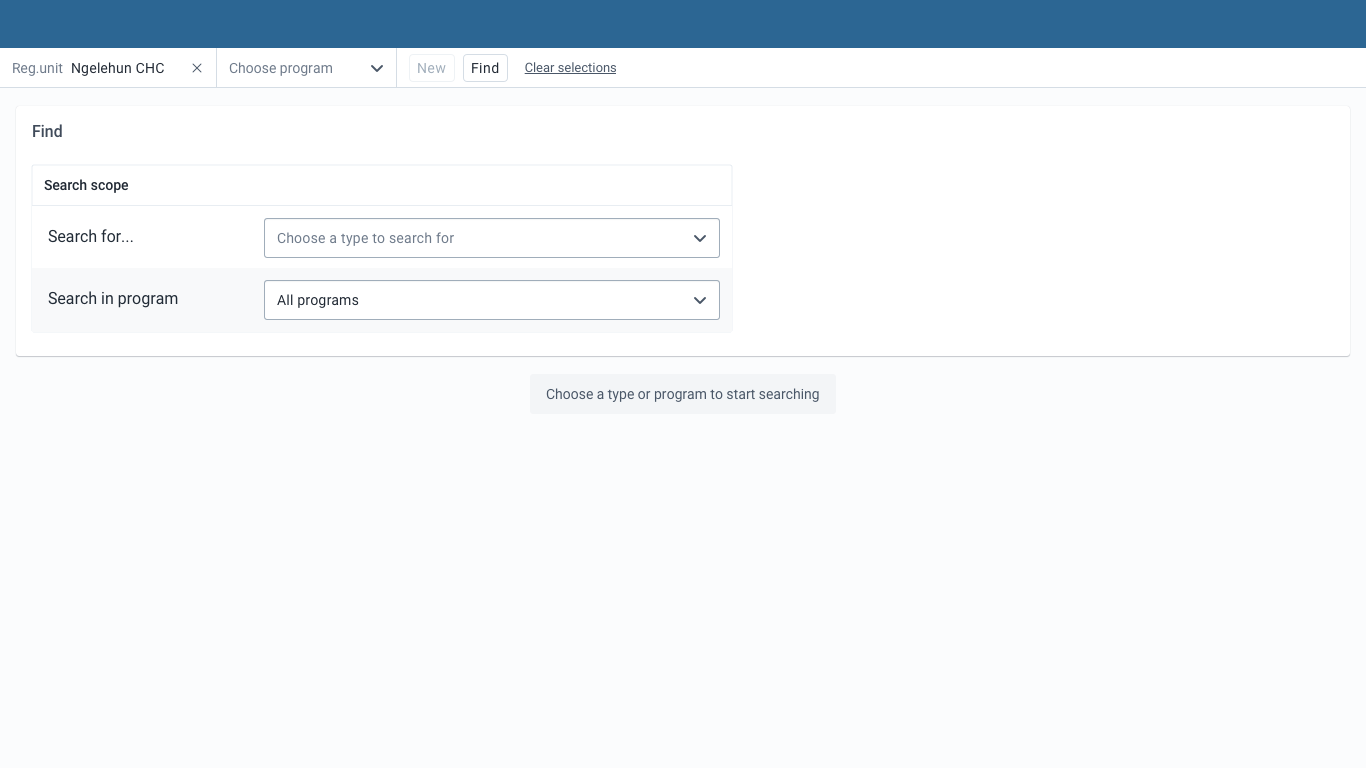 Reg.unit Ngelehun CHC Choose program New Find Clear selections
Find
Search scope
Search for...
Choose a type to search for
Search in program
All programs
Choose a type or program to start searching